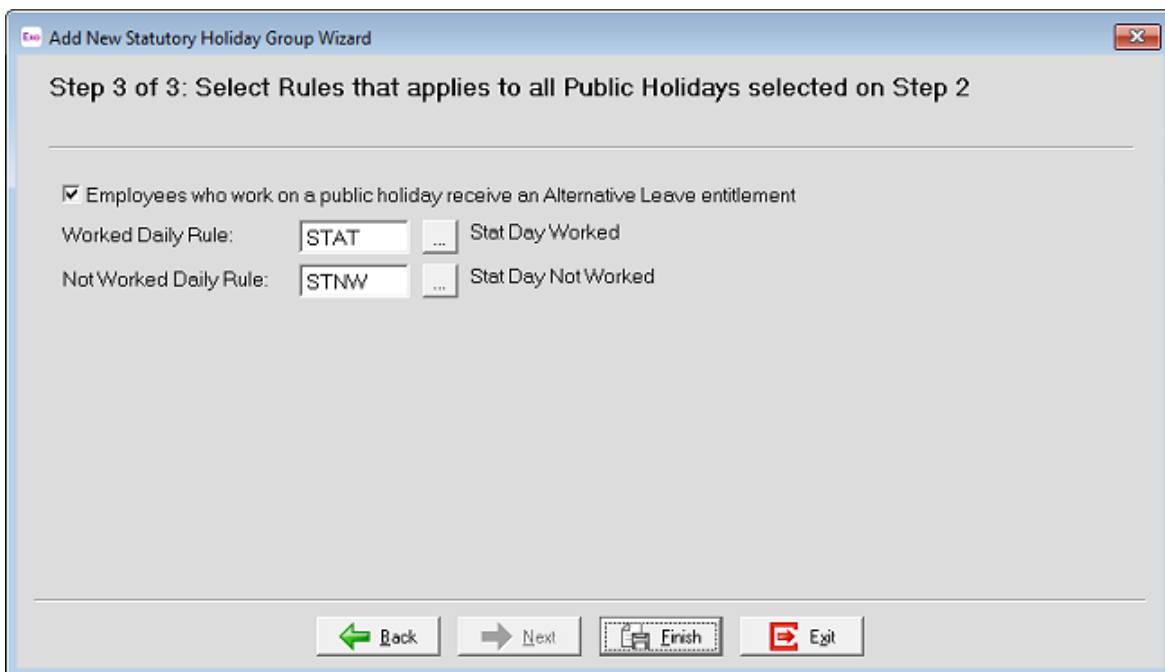 Exo Add New Statutory Holiday Group Wizard
Step 3 of 3: Select Rules that applies to all Public Holidays selected on Step 2
Employees who work on a public holiday receive an Alternative Leave entitlement
Worked Daily Rule: STAT ... Stat Day Worked
Not Worked Daily Rule: STNW ... Stat Day Not Worked
Back Next Finish Exit